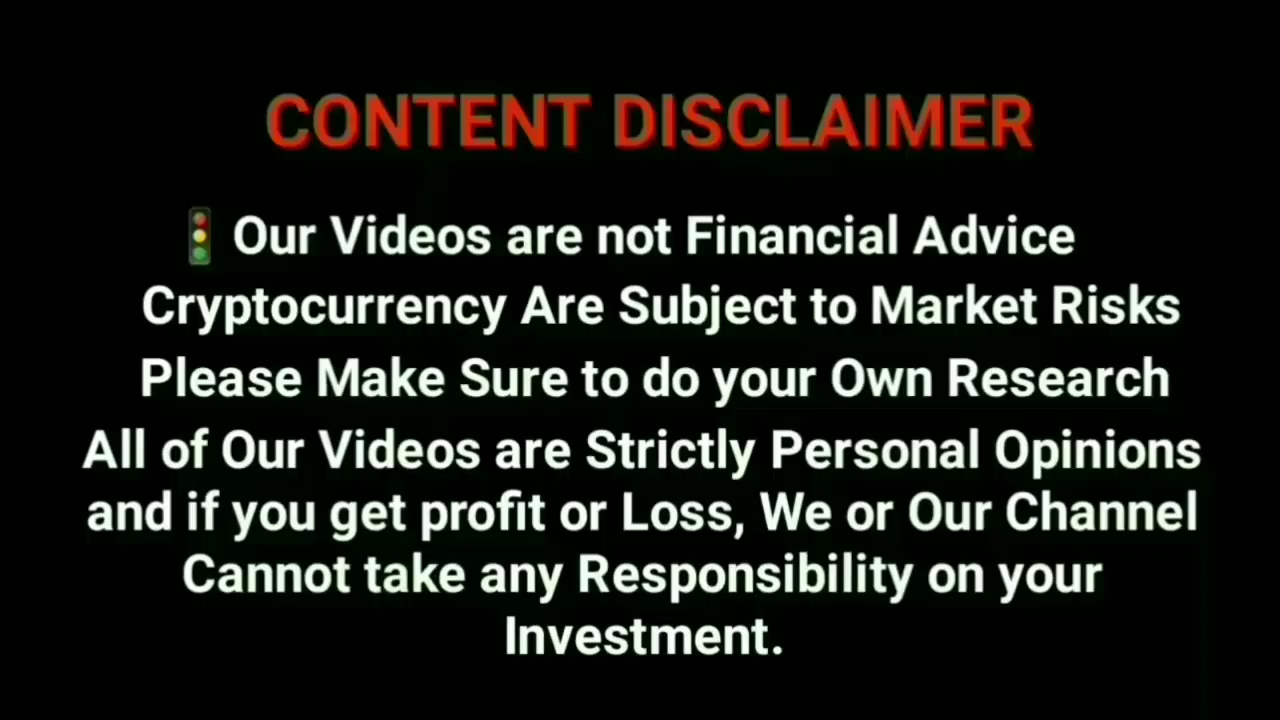 CONTENT DISCLAIMER
🚦Our Videos are not Financial Advice
Cryptocurrency Are Subject to Market Risks
Please Make Sure to do your Own Research
All of Our Videos are Strictly Personal Opinions
and if you get profit or Loss, We or Our Channel
Cannot take any Responsibility on your
Investment.